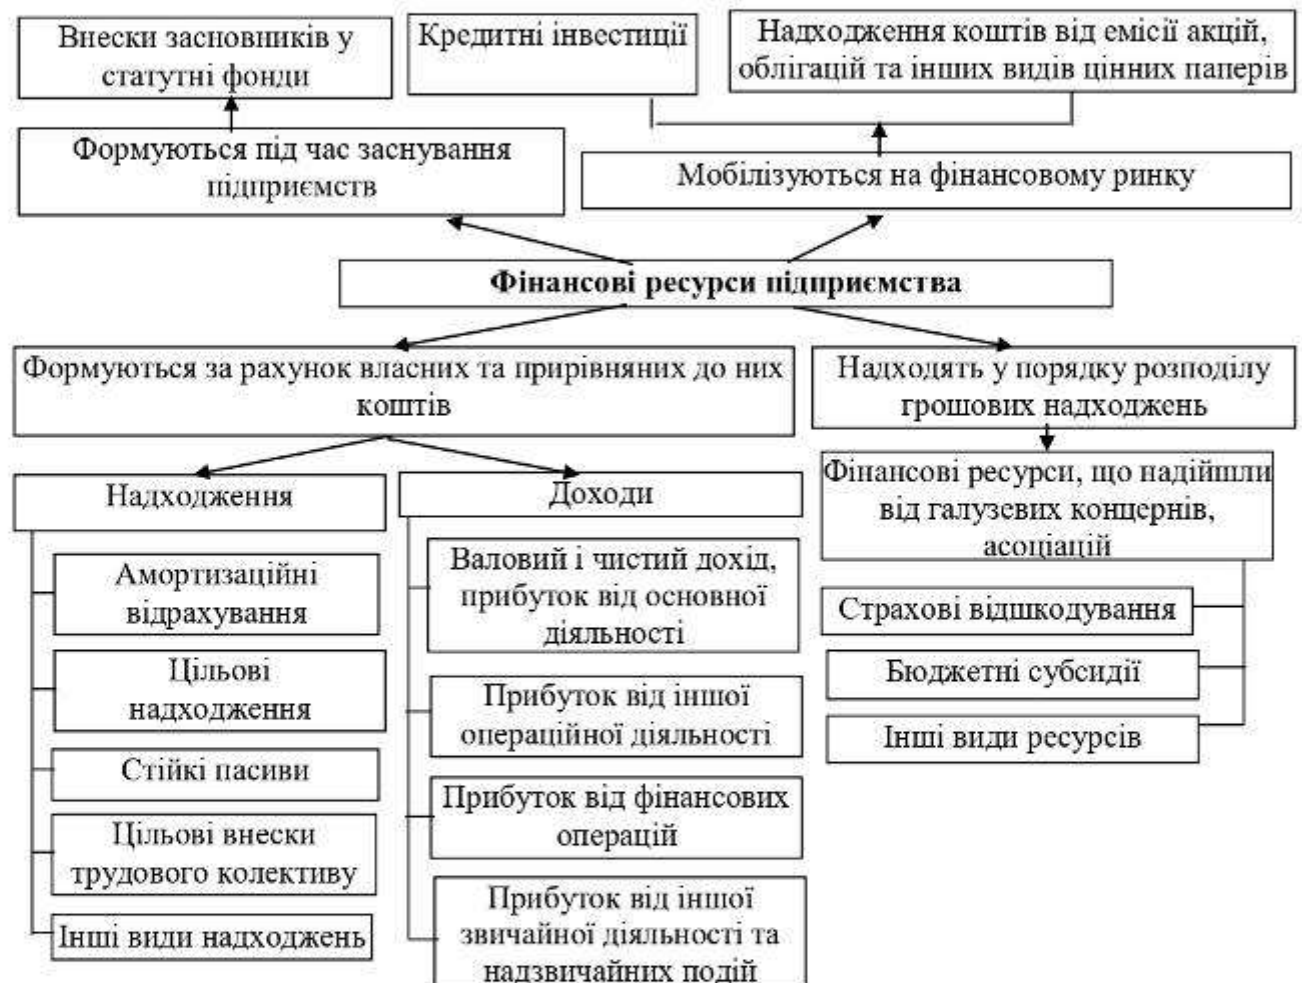 Внески засновників у
статутні фонди
Кредитні інвестиції
Надходження коштів від емісії акцій,
облігацій та інших видів цінних паперів
Формуються під час заснування
підприємств
Мобілізуються на фінансовому ринку
Фінансові ресурси підприємства
Формуються за рахунок власних та прирівняних до них
коштів
Надходять у порядку розподілу
грошових надходжень
Надходження
Амортизаційні
відрахування
Цільові
надходження
Стійкі пасиви
Цільові внески
трудового колективу
Інші види надходжень
Доходи
Валовий і чистий дохід,
прибуток від основної
діяльності
Прибуток від іншої
операційної діяльності
Прибуток від фінансових
операцій
Прибуток від іншої
звичайної діяльності та
надзвичайних подій
Фінансові ресурси, що надійшли
від галузевих концернів,
асоціацій
Страхові відшкодування
Бюджетні субсидії
Інші види ресурсів